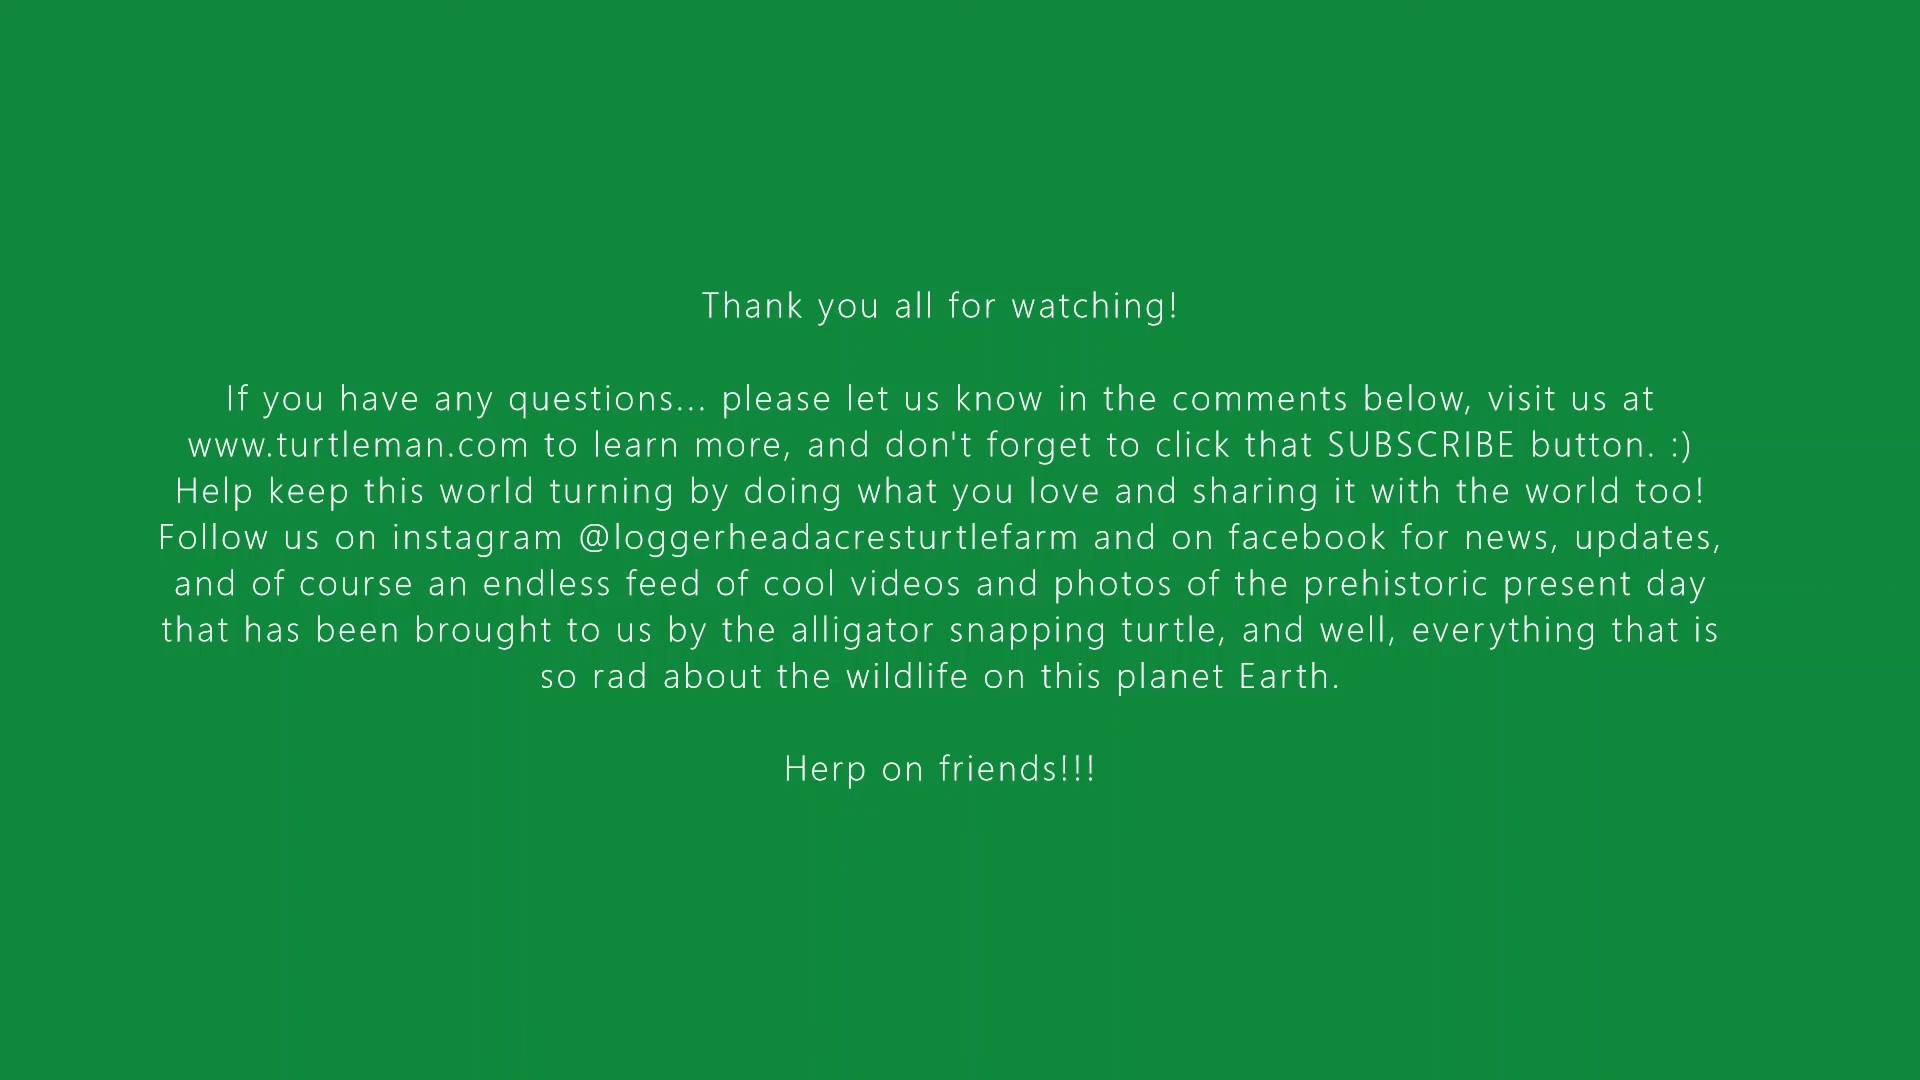 Thank you all for watching!
If you have any questions... please let us know in the comments below, visit us at
www.turtleman.com to learn more, and don't forget to click that SUBSCRIBE button. :)
Help keep this world turning by doing what you love and sharing it with the world too!
Follow us on instagram @loggerheadacresturtlefarm and on facebook for news, updates,
and of course an endless feed of cool videos and photos of the prehistoric present day
that has been brought to us by the alligator snapping turtle, and well, everything that is
so rad about the wildlife on this planet Earth.
Herp on friends!!!